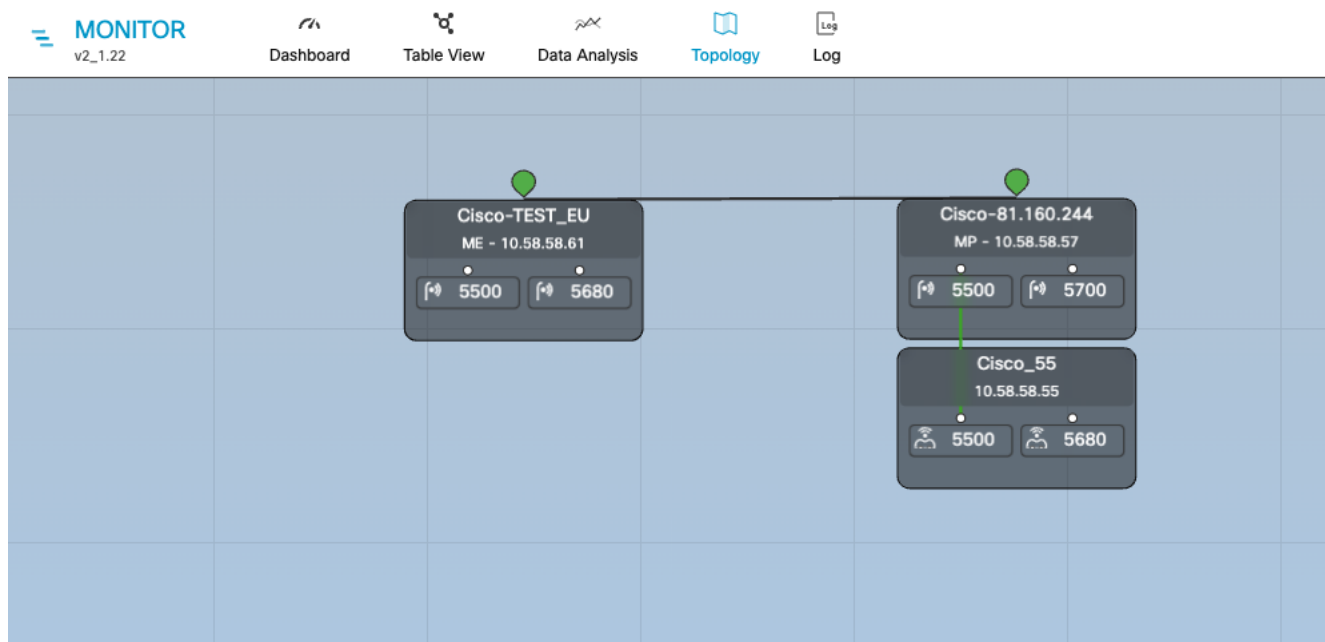 MONITOR
v2_1.22
Dashboard
Table View
Data Analysis
Topology
Log
Log
Cisco-TEST_EU
ME - 10.58.58.61
5500
5680
Cisco-81.160.244
MP - 10.58.58.57
5500
5700
Cisco_55
10.58.58.55
5500
5680